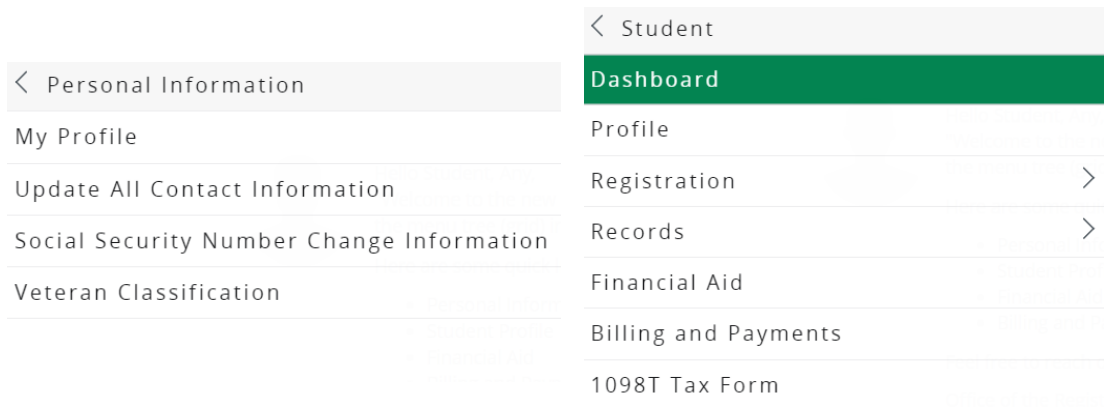 Personal Information
My Profile
Update All Contact Information
Social Security Number Change Information
Veteran Classification
Student
Dashboard
Profile
Registration
Records
Financial Aid
Billing and Payments
1098T Tax Form